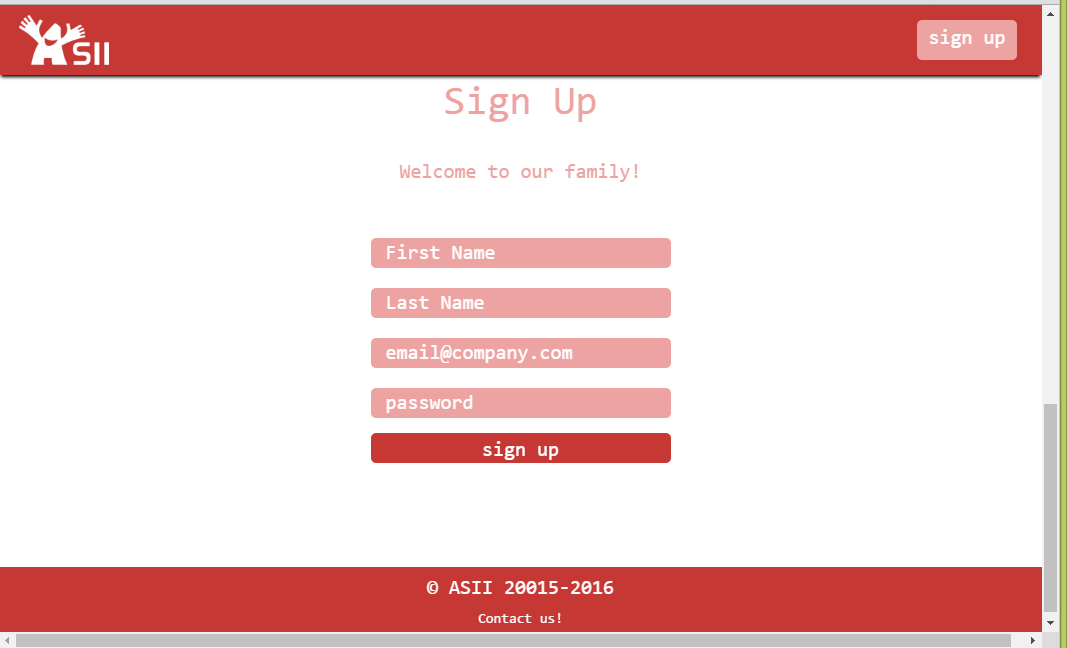 ASII
sign up
Sign Up
Welcome to our family!
First Name
Last Name
email@company.com
password
sign up
© ASII 20015-2016
Contact us!